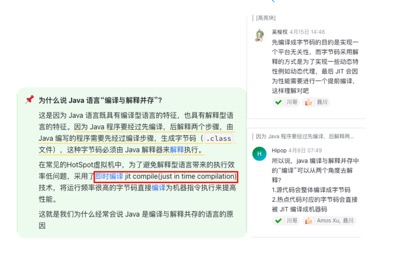 📌 为什么说 Java 语言“编译与解释并存”？
这是因为 Java 语言既具有编译型语言的特征，也具有解释型语
言的特征。因为 Java 程序要经过先编译，后解释两个步骤，由
Java 编写的程序需要先经过编译步骤，生成字节码（.class
文件），这种字节码必须由 Java 解释器来解释执行。
在常见的HotSpot虚拟机中，为了避免解释型语言带来的执行效
率低问题，采用了即时编译 jit compile(just in time compilation)
技术，将运行频率很高的字节码直接编译为机器指令执行来提高
性能。
这就是我们为什么经常会说 Java 是编译与解释并存的语言的原
因
[高亮块]
4月15日 14:46
先编译成字节码的目的是实现一
个平台无关性，而字节码采用解
释的方式是为了实现一些动态特
性例如动态代理，最后 JIT 会因
为性能需要进行一个提前编译，
这样理解对吧
川哥
聂川
因为 Java 程序要经过先编译，后解释两…
Hipop 4月6日 07:49
所以说，java 编译与解释并存中
的“编译”可以从两个角度去解
释?
1.源代码会整体编译成字节码
2.热点代码对应的字节码会直接
被 JIT 编译成机器码
川哥
Amos Xu, 聂川